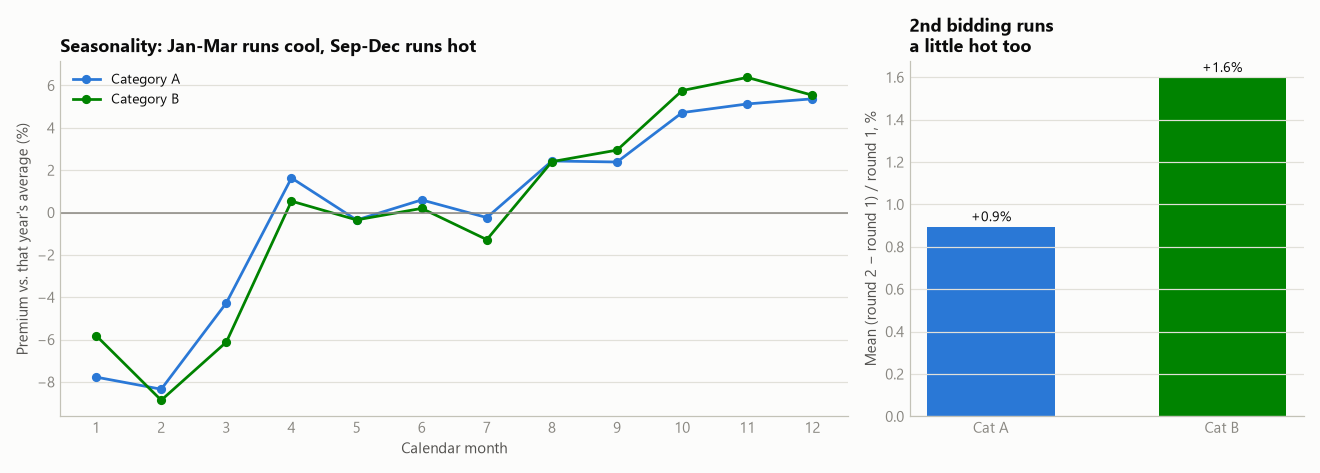 Seasonality: Jan-Mar runs cool, Sep-Dec runs hot
Category A
Category B
Premium vs. that year's average (%)
6
4
2
0
−2
−4
−6
−8
1 2 3 4 5 6 7 8 9 10 11 12
Calendar month
2nd bidding runs
a little hot too
Mean (round 2 − round 1) / round 1, %
1.6
1.4
1.2
1.0
0.8
0.6
0.4
0.2
0.0
+0.9%
+1.6%
Cat A Cat B